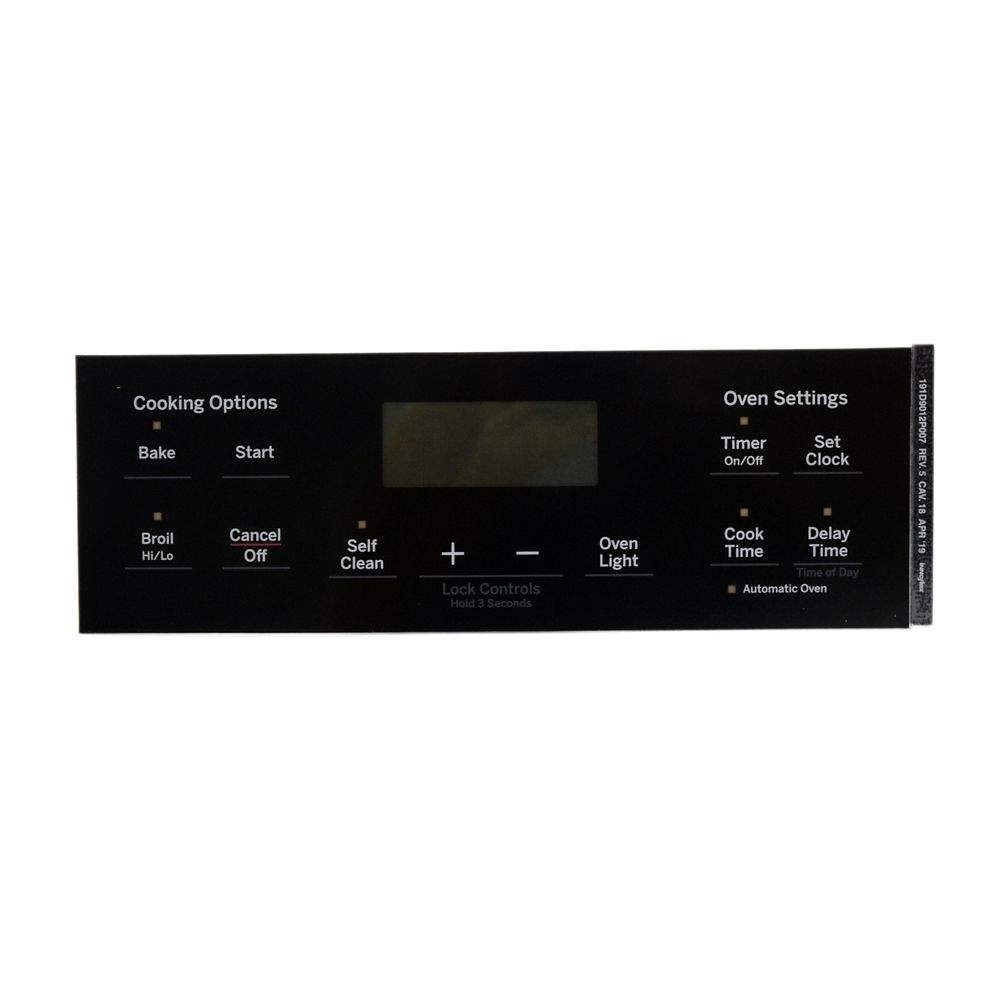 Cooking Options
Bake
Start
Broil
Hi/Lo
Cancel
Off
Self
Clean
+ −
Lock Controls
Hold 3 Seconds
Oven
Light
Oven Settings
Timer
On/Off
Set
Clock
Cook
Time
Delay
Time
Time of Day
Automatic Oven
191D9012P007 REV. 5 CAV. 18 APR '19